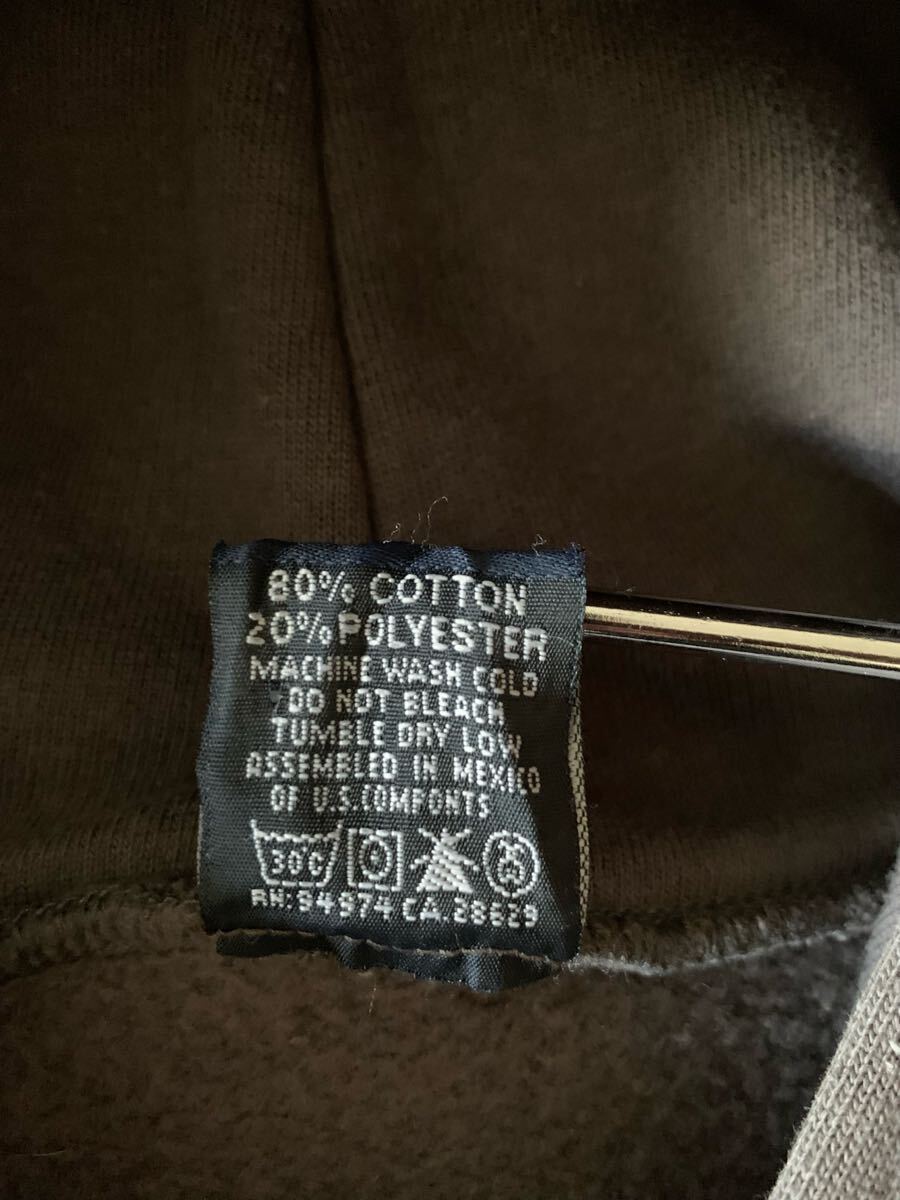 80% COTTON
20% POLYESTER
MACHINE WASH COLD
DO NOT BLEACH
TUMBLE DRY LOW
ASSEMBLED IN MEXICO
OF U.S. COMPONTS
30C
RN: 94974 CA. 28829